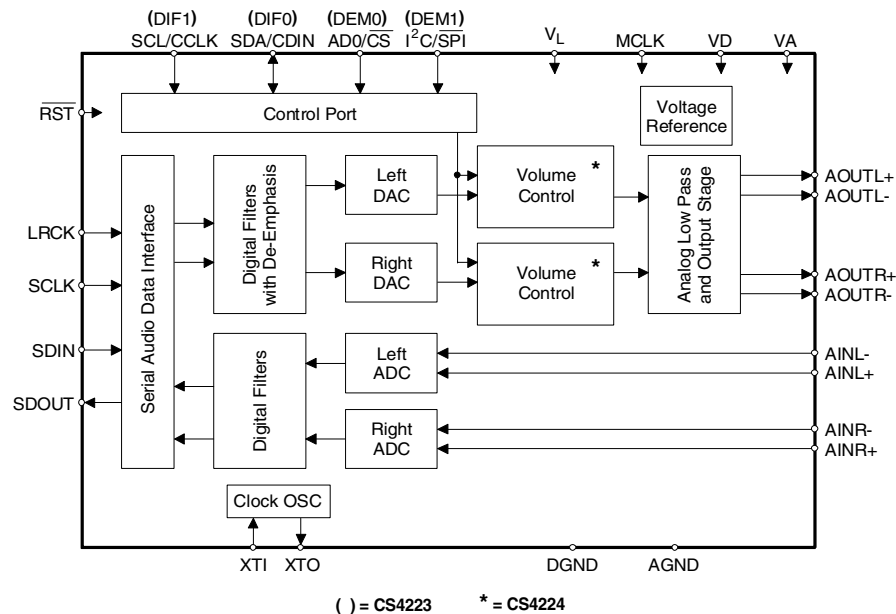 (DIF1) (DIF0) (DEM0) (DEM1)
SCL/CCLK SDA/CDIN AD0/CS I²C/SPI VL MCLK VD VA
RST
Control Port
Voltage
Reference
Serial Audio Data Interface
Digital Filters
with De-Emphasis
Left
DAC
Volume
Control
*
Analog Low Pass
and Output Stage
AOUTL+
AOUTL-
LRCK
SCLK
Right
DAC
Volume
Control
*
AOUTR+
AOUTR-
SDIN
SDOUT
Digital Filters
Left
ADC
AINL-
AINL+
Right
ADC
AINR-
AINR+
Clock OSC
XTI XTO DGND AGND
( ) = CS4223 * = CS4224